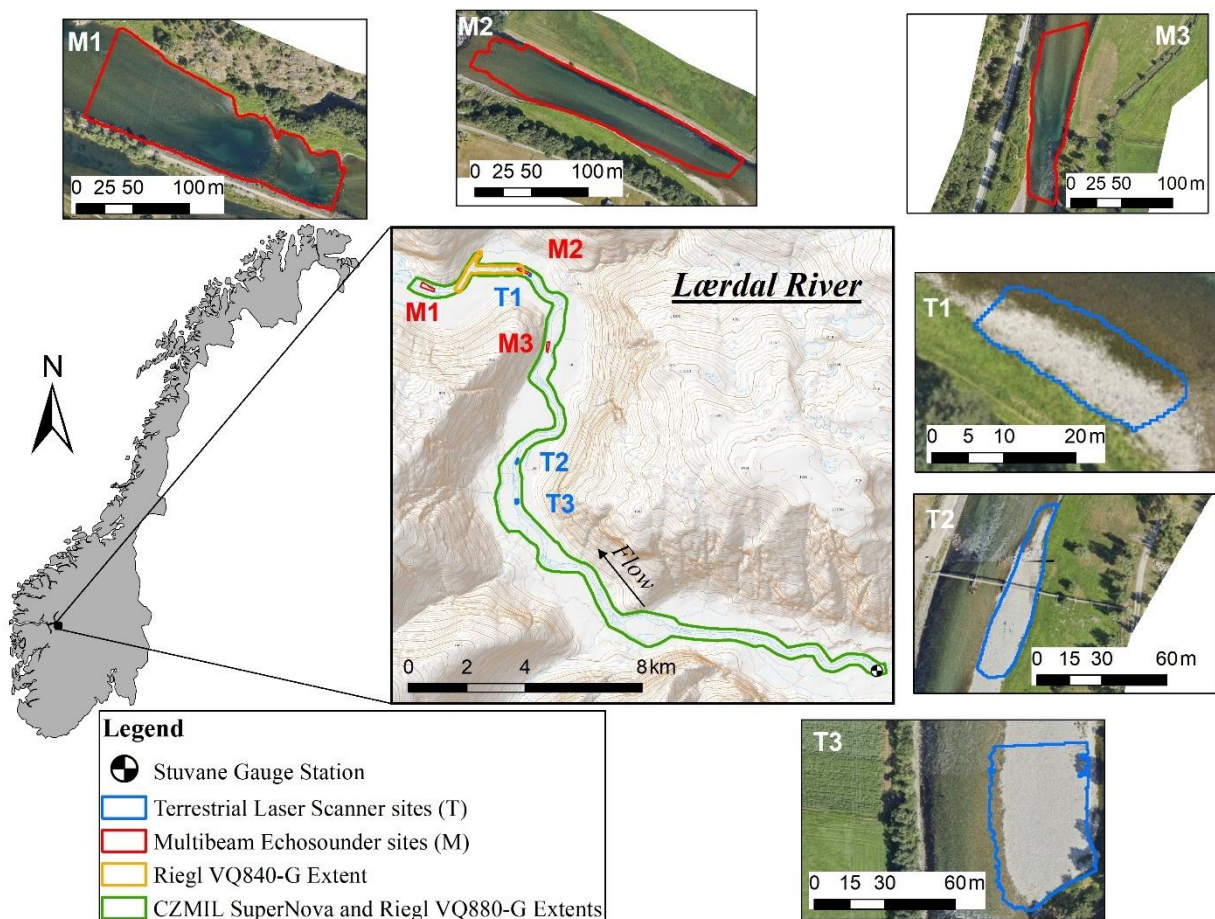 M1
0 25 50 100 m
M2
0 25 50 100 m
M3
0 25 50 100 m
N
Lærdal River
M1
M2
T1
M3
T2
T3
Flow
0 2 4 8 km
T1
0 5 10 20 m
T2
0 15 30 60 m
T3
0 15 30 60 m
Legend
Stuvane Gauge Station
Terrestrial Laser Scanner sites (T)
Multibeam Echosounder sites (M)
Riegl VQ840-G Extent
CZMIL SuperNova and Riegl VQ880-G Extents